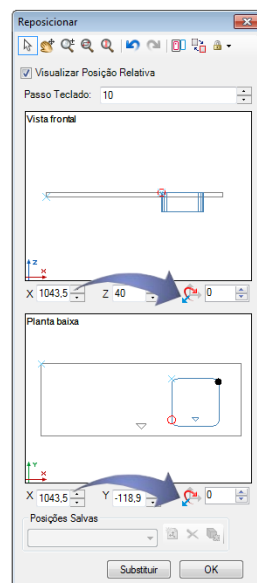 Reposicionar
Visualizar Posição Relativa
Passo Teclado: 10
Vista frontal
Z
X
X 1043,5 Z 40 0
Planta baixa
Y
X
X 1043,5 Y -118,9 0
Posições Salvas
Substituir OK